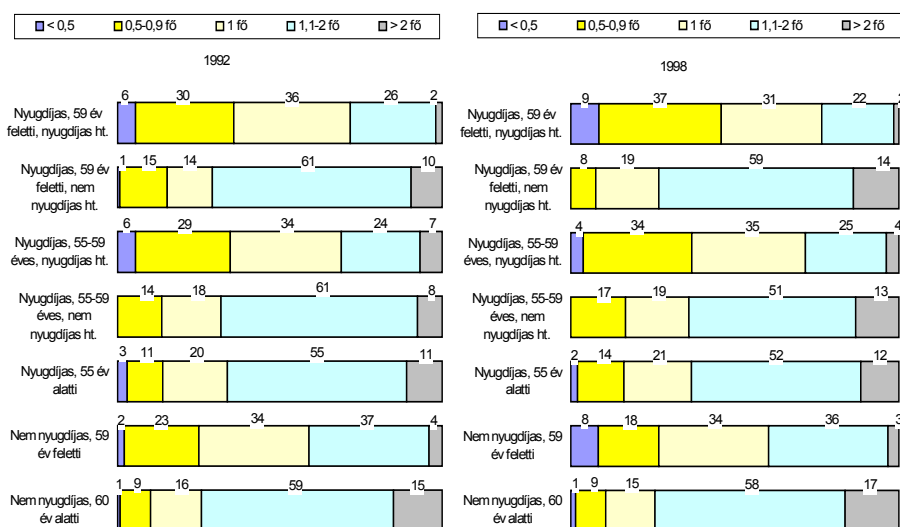 < 0,5 0,5-0,9 fő 1 fő 1,1-2 fő > 2 fő
1992
6 30 36 26 2
Nyugdíjas, 59 év
feletti, nyugdíjas ht.
1 15 14 61 10
Nyugdíjas, 59 év
feletti, nem
nyugdíjas ht.
6 29 34 24 7
Nyugdíjas, 55-59
éves, nyugdíjas ht.
14 18 61 8
Nyugdíjas, 55-59
éves, nem
nyugdíjas ht.
3 11 20 55 11
Nyugdíjas, 55 év
alatti
2 23 34 37 4
Nem nyugdíjas, 59
év feletti
1 9 16 59 15
Nem nyugdíjas, 60
év alatti
< 0,5 0,5-0,9 fő 1 fő 1,1-2 fő > 2 fő
1998
9 37 31 22 2
Nyugdíjas, 59 év
feletti, nyugdíjas ht.
8 19 59 14
Nyugdíjas, 59 év
feletti, nem
nyugdíjas ht.
4 34 35 25 4
Nyugdíjas, 55-59
éves, nyugdíjas ht.
17 19 51 13
Nyugdíjas, 55-59
éves, nem
nyugdíjas ht.
2 14 21 52 12
Nyugdíjas, 55 év
alatti
8 18 34 36 3
Nem nyugdíjas, 59
év feletti
1 9 15 58 17
Nem nyugdíjas, 60
év alatti